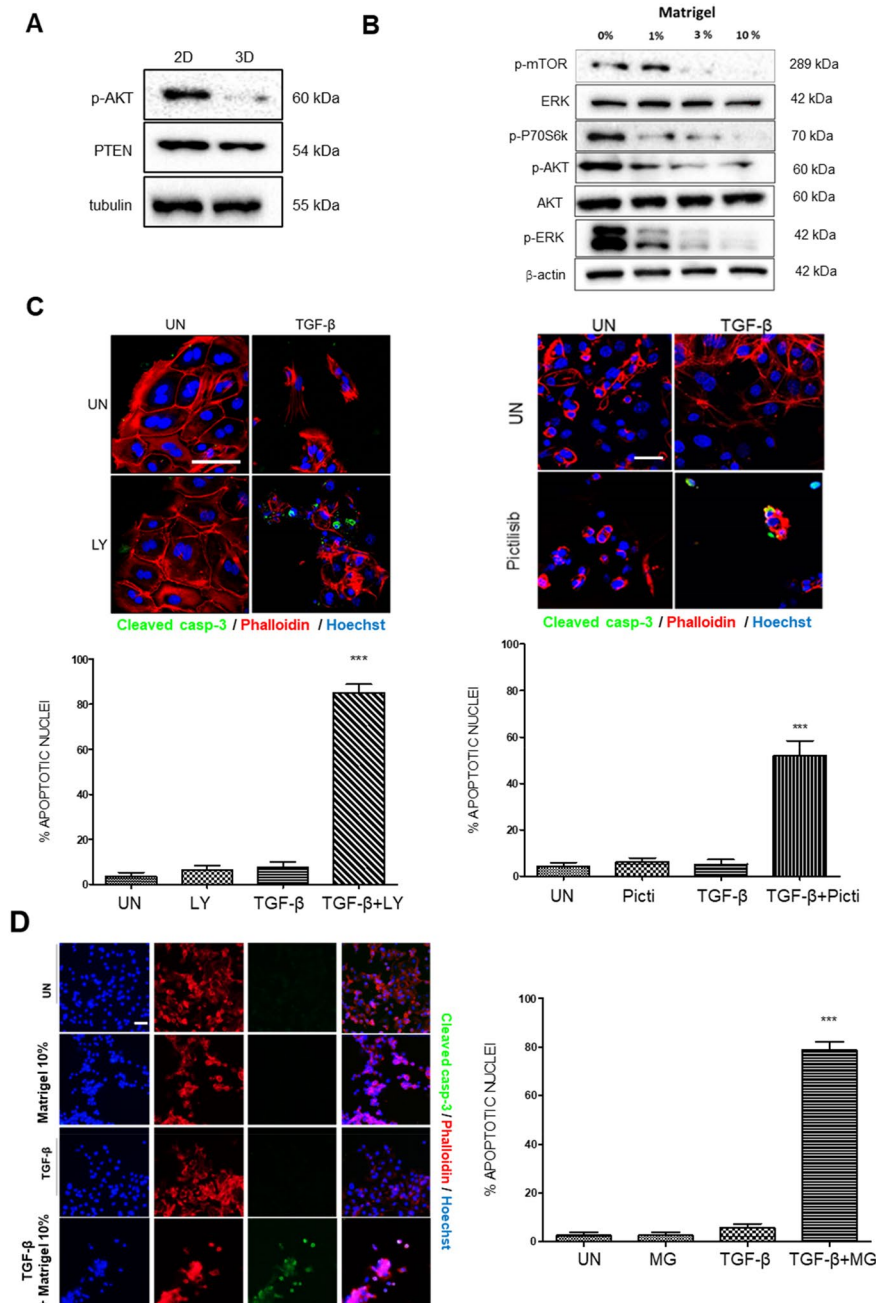 A
2D 3D
p-AKT 60 kDa
PTEN 54 kDa
tubulin 55 kDa
B
Matrigel
0% 1% 3 % 10 %
p-mTOR 289 kDa
ERK 42 kDa
p-P70S6k 70 kDa
p-AKT 60 kDa
AKT 60 kDa
p-ERK 42 kDa
β-actin 42 kDa
C
UN TGF-β
UN
LY
Cleaved casp-3 / Phalloidin / Hoechst
UN TGF-β
UN
Pictilisib
Cleaved casp-3 / Phalloidin / Hoechst
% APOPTOTIC NUCLEI
100
80
60
40
20
0
***
UN LY TGF-β TGF-β+LY
% APOPTOTIC NUCLEI
100
80
60
40
20
0
***
UN Picti TGF-β TGF-β+Picti
D
UN
Matrigel 10%
TGF-β
TGF-β
+ Matrigel 10%
Cleaved casp-3 / Phalloidin / Hoechst
% APOPTOTIC NUCLEI
100
80
60
40
20
0
***
UN MG TGF-β TGF-β+MG